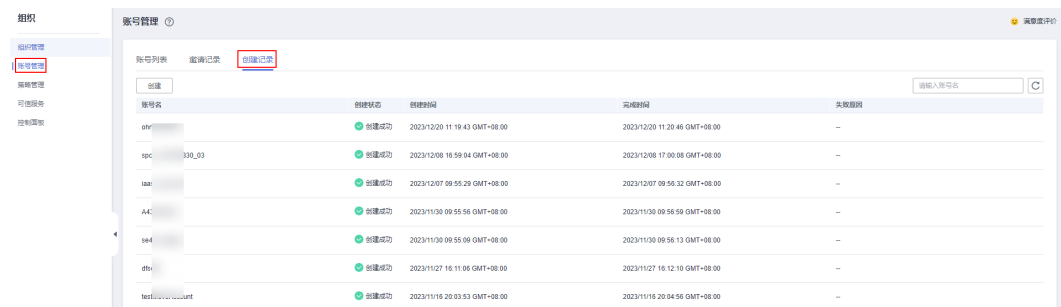 组织
账号管理
满意度评价
组织管理
账号管理
策略管理
可信服务
控制面板
账号列表 邀请记录 创建记录
创建
请输入账号名
账号名 创建状态 创建时间 完成时间 失败原因
ohr 创建成功 2023/12/20 11:19:43 GMT+08:00 2023/12/20 11:20:46 GMT+08:00 --
spc 330_03 创建成功 2023/12/08 16:59:04 GMT+08:00 2023/12/08 17:00:08 GMT+08:00 --
iaas 创建成功 2023/12/07 09:55:29 GMT+08:00 2023/12/07 09:56:32 GMT+08:00 --
A43 创建成功 2023/11/30 09:55:56 GMT+08:00 2023/11/30 09:56:59 GMT+08:00 --
se4 创建成功 2023/11/30 09:55:09 GMT+08:00 2023/11/30 09:56:13 GMT+08:00 --
dfs 创建成功 2023/11/27 16:11:06 GMT+08:00 2023/11/27 16:12:10 GMT+08:00 --
test 创建成功 2023/11/16 20:03:53 GMT+08:00 2023/11/16 20:04:56 GMT+08:00 --